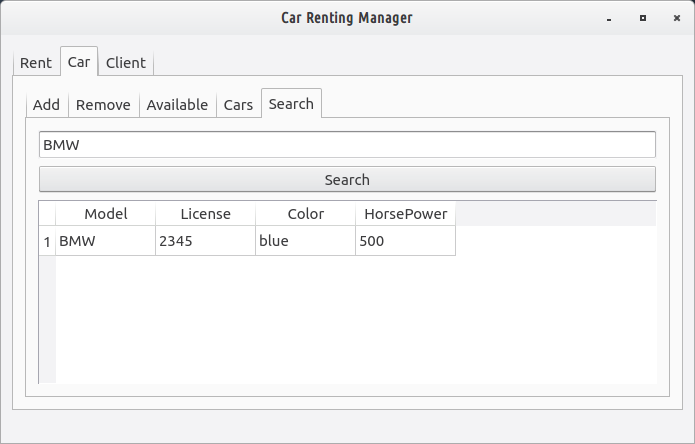 Car Renting Manager
Rent Car Client
Add Remove Available Cars Search
BMW
Search
Model License Color HorsePower
1 BMW 2345 blue 500